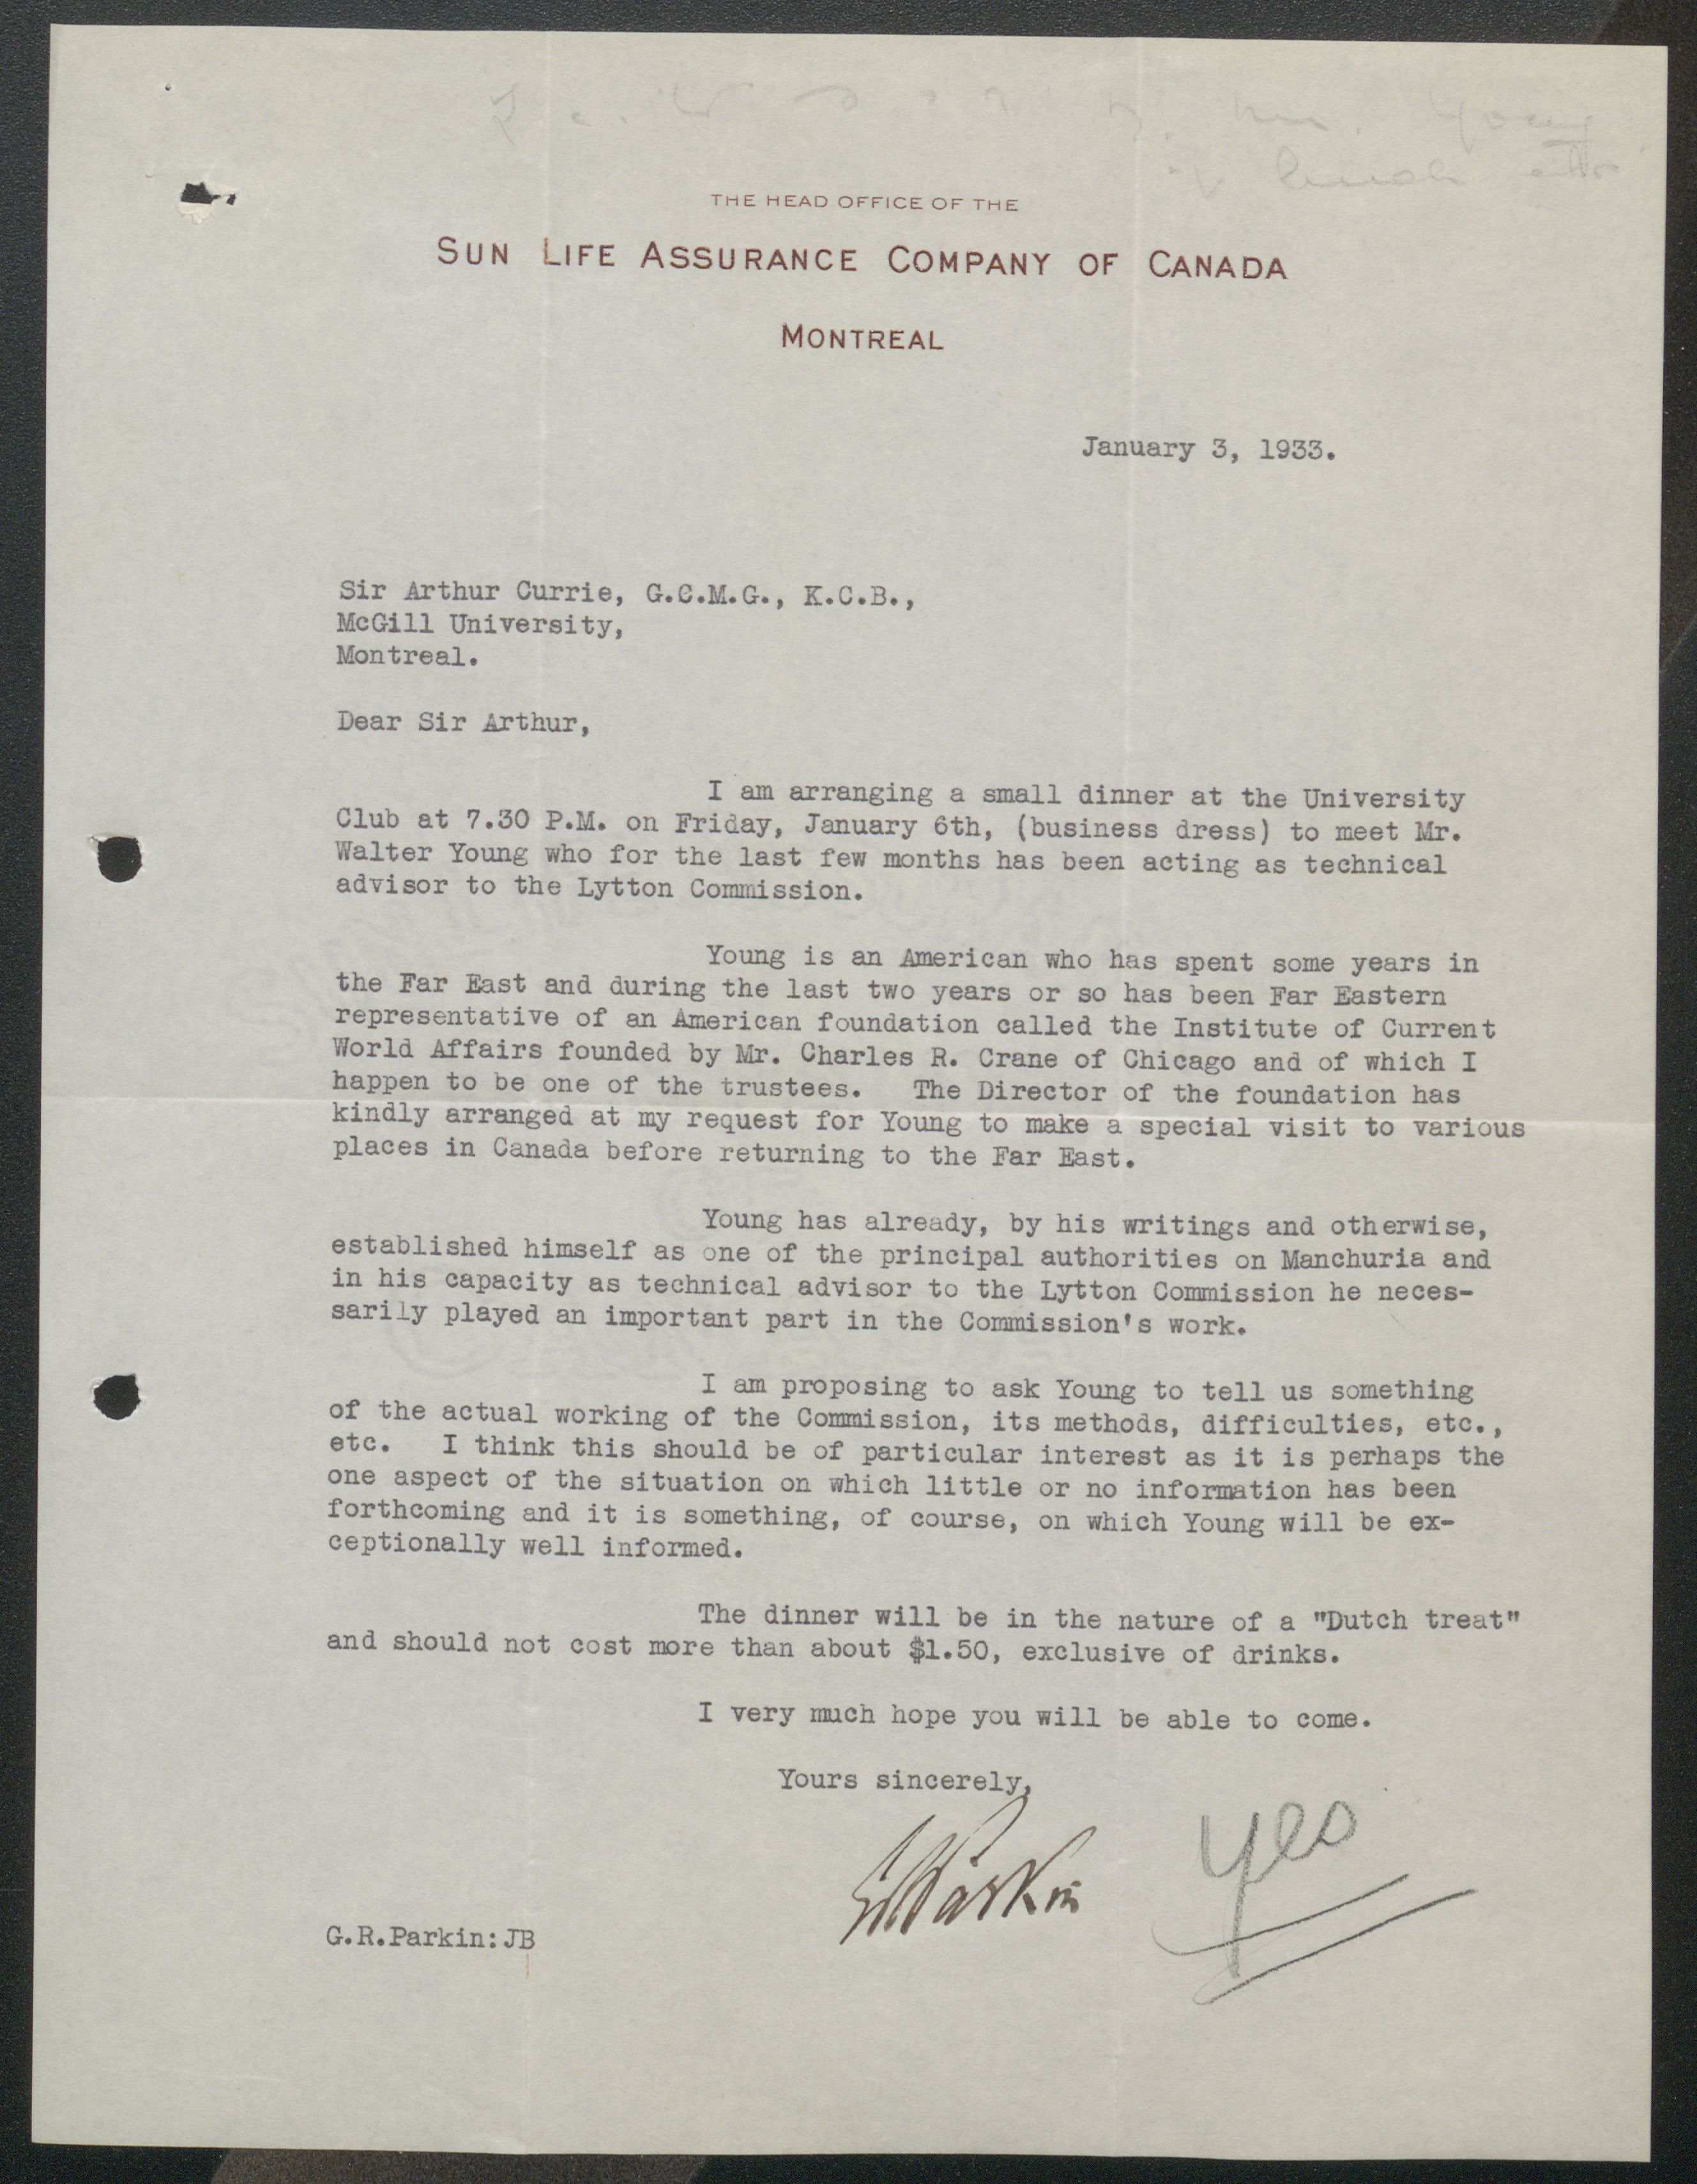 Mr. Young
lunch
THE HEAD OFFICE OF THE
SUN LIFE ASSURANCE COMPANY OF CANADA
MONTREAL
January 3, 1933.
Sir Arthur Currie, G.C.M.G., K.C.B.,
McGill University,
Montreal.
Dear Sir Arthur,
I am arranging a small dinner at the University
Club at 7.30 P.M. on Friday, January 6th, (business dress) to meet Mr.
Walter Young who for the last few months has been acting as technical
advisor to the Lytton Commission.
Young is an American who has spent some years in
the Far East and during the last two years or so has been Far Eastern
representative of an American foundation called the Institute of Current
World Affairs founded by Mr. Charles R. Crane of Chicago and of which I
happen to be one of the trustees. The Director of the foundation has
kindly arranged at my request for Young to make a special visit to various
places in Canada before returning to the Far East.
Young has already, by his writings and otherwise,
established himself as one of the principal authorities on Manchuria and
in his capacity as technical advisor to the Lytton Commission he neces-
sarily played an important part in the Commission's work.
I am proposing to ask Young to tell us something
of the actual working of the Commission, its methods, difficulties, etc.,
etc. I think this should be of particular interest as it is perhaps the
one aspect of the situation on which little or no information has been
forthcoming and it is something, of course, on which Young will be ex-
ceptionally well informed.
The dinner will be in the nature of a "Dutch treat"
and should not cost more than about $1.50, exclusive of drinks.
I very much hope you will be able to come.
Yours sincerely,
GRParkin
Yes
G.R.Parkin:JB